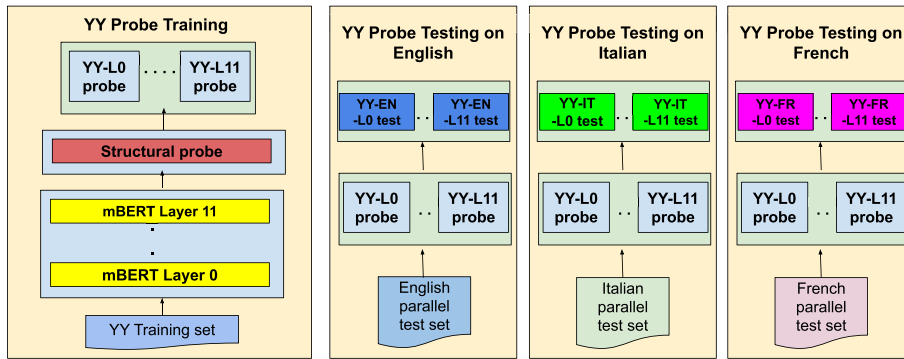 YY Probe Training
YY-L0
probe
. . . .
YY-L11
probe
Structural probe
mBERT Layer 11
.
.
mBERT Layer 0
YY Training set
YY Probe Testing on
English
YY-EN
-L0 test
. .
YY-EN
-L11 test
YY-L0
probe
. .
YY-L11
probe
English
parallel
test set
YY Probe Testing on
Italian
YY-IT
-L0 test
. .
YY-IT
-L11 test
YY-L0
probe
. .
YY-L11
probe
Italian
parallel
test set
YY Probe Testing on
French
YY-FR
-L0 test
. .
YY-FR
-L11 test
YY-L0
probe
. .
YY-L11
probe
French
parallel
test set